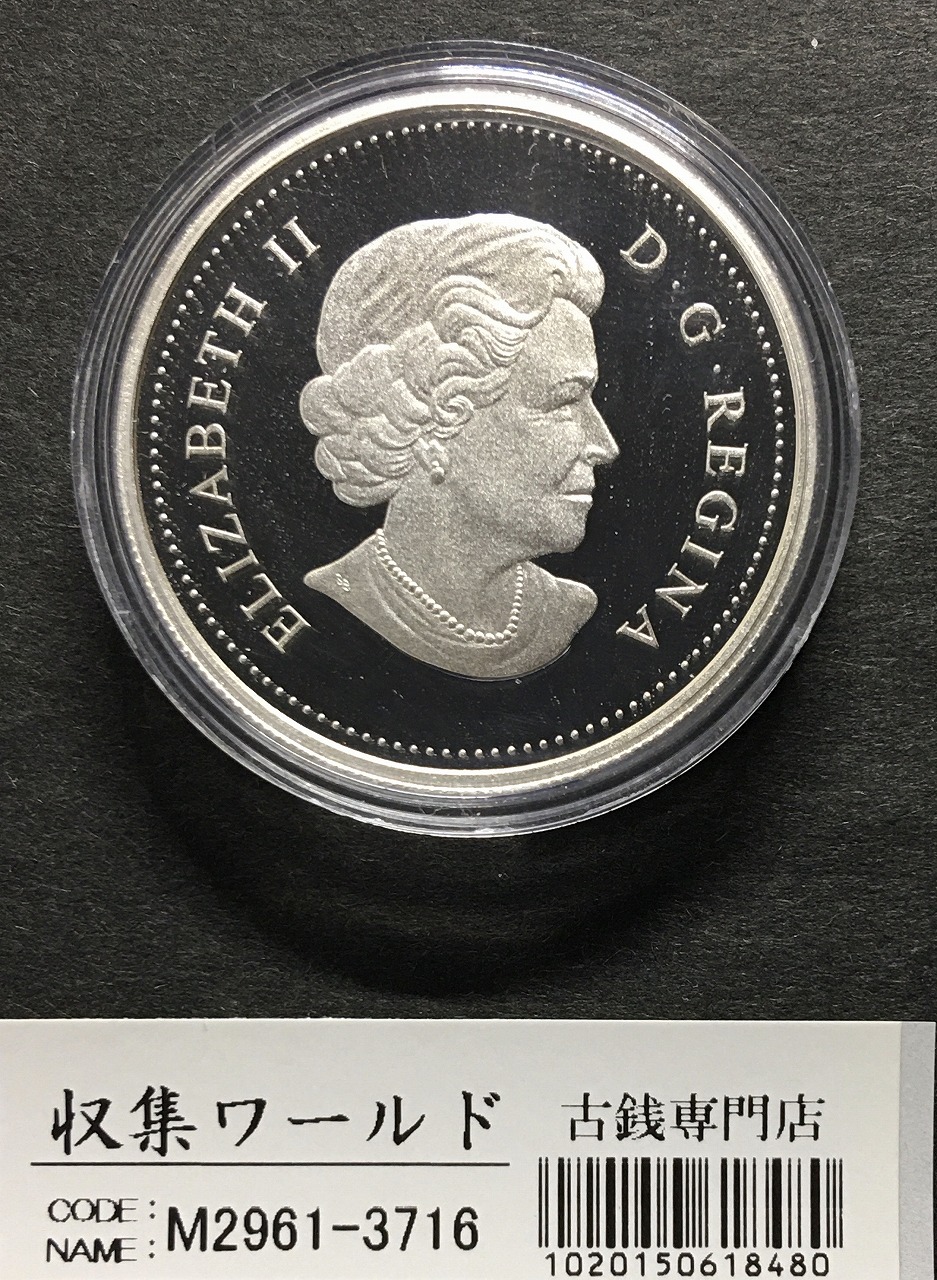 ELIZABETH II D · G · REGINA
収集ワールド
古銭専門店
CODE:
NAME: M2961-3716
1020150618480